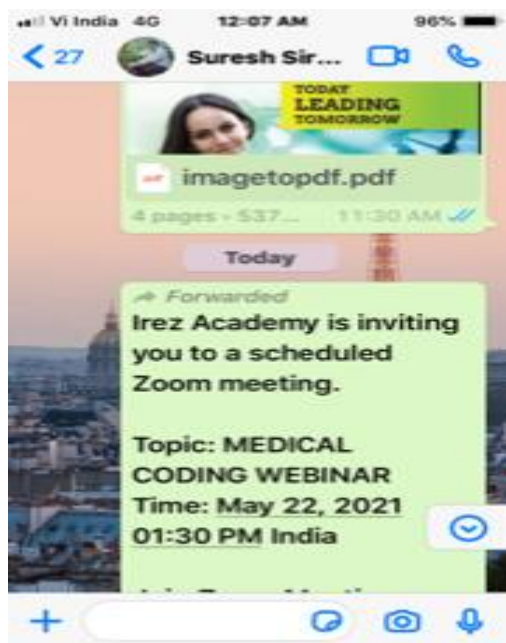 Vi India 4G 12:07 AM 96%
27 Suresh Sir...
TODAY
LEADING
TOMORROW
imagetopdf.pdf
4 pages · 537... 11:30 AM
Today
Forwarded
Irez Academy is inviting
you to a scheduled
Zoom meeting.
Topic: MEDICAL
CODING WEBINAR
Time: May 22, 2021
01:30 PM India